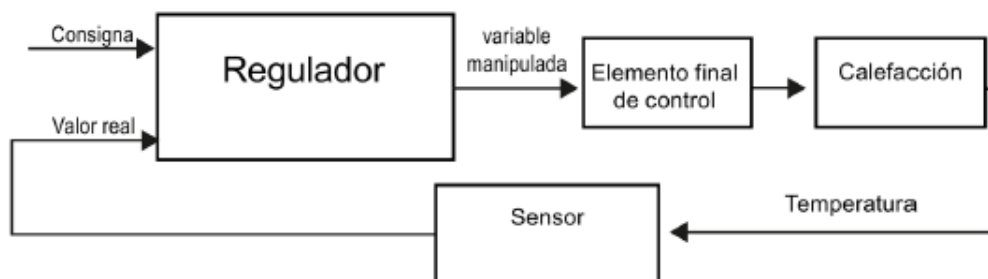 Consigna
Regulador
variable
manipulada
Elemento final
de control
Calefacción
Valor real
Sensor
Temperatura